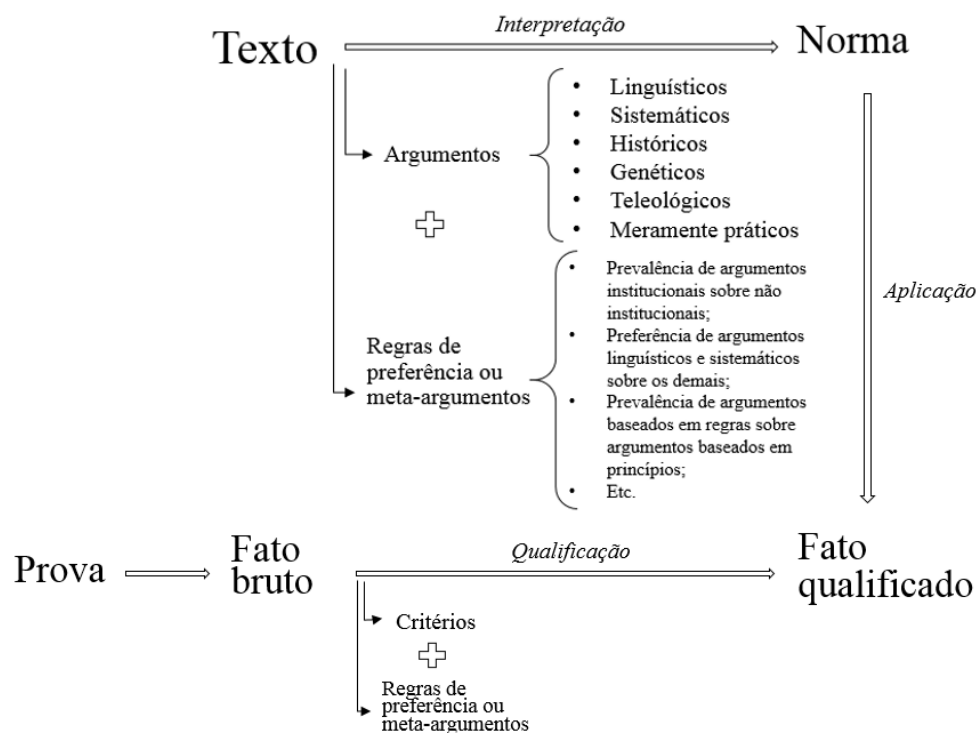 Interpretação
Texto
Norma
Argumentos
• Linguísticos
• Sistemáticos
• Históricos
• Genéticos
• Teleológicos
• Meramente práticos
Regras de
preferência ou
meta-argumentos
• Prevalência de argumentos
institucionais sobre não
institucionais;
• Preferência de argumentos
linguísticos e sistemáticos
sobre os demais;
• Prevalência de argumentos
baseados em regras sobre
argumentos baseados em
princípios;
• Etc.
Aplicação
Prova
Fato
bruto
Qualificação
Fato
qualificado
Critérios
Regras de
preferência ou
meta-argumentos